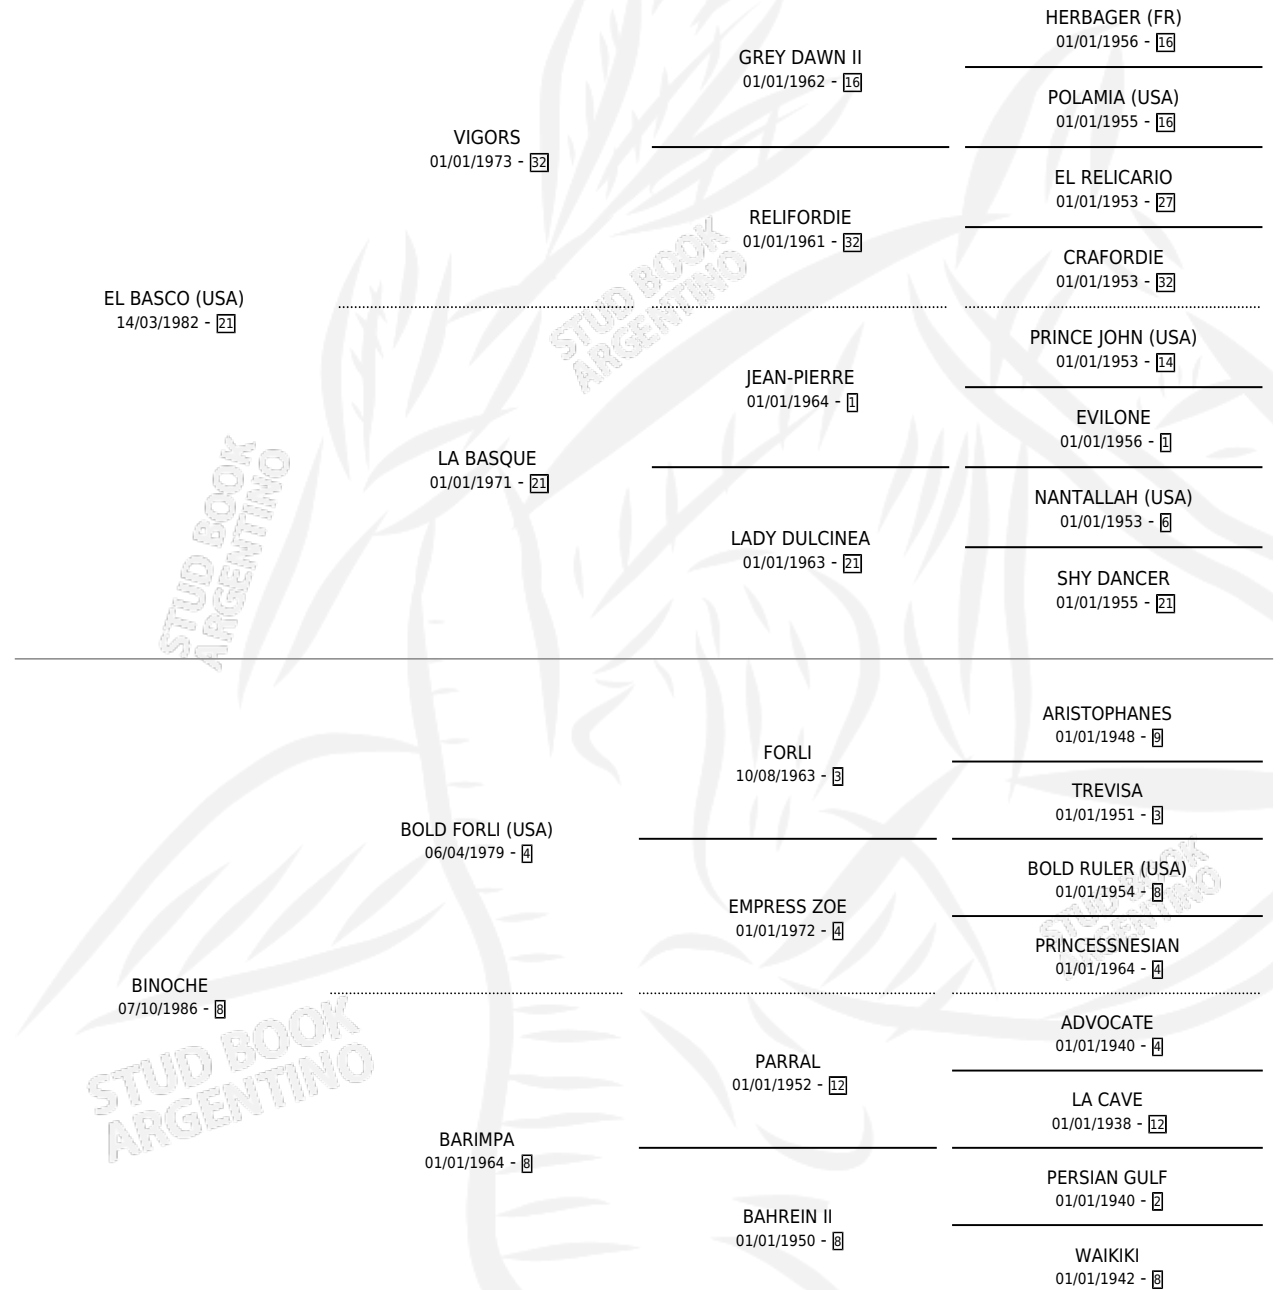 HERBAGER (FR)
01/01/1956 - 16
GREY DAWN II
01/01/1962 - 16
POLAMIA (USA)
01/01/1955 - 16
VIGORS
01/01/1973 - 32
EL RELICARIO
01/01/1953 - 27
RELIFORDIE
01/01/1961 - 32
CRAFORDIE
01/01/1953 - 32
EL BASCO (USA)
14/03/1982 - 21
PRINCE JOHN (USA)
01/01/1953 - 14
JEAN-PIERRE
01/01/1964 - 1
EVILONE
01/01/1956 - 1
LA BASQUE
01/01/1971 - 21
NANTALLAH (USA)
01/01/1953 - 6
LADY DULCINEA
01/01/1963 - 21
SHY DANCER
01/01/1955 - 21
ARISTOPHANES
01/01/1948 - 9
FORLI
10/08/1963 - 3
TREVISA
01/01/1951 - 3
BOLD FORLI (USA)
06/04/1979 - 4
BOLD RULER (USA)
01/01/1954 - 8
EMPRESS ZOE
01/01/1972 - 4
PRINCESSNESIAN
01/01/1964 - 4
BINOCHE
07/10/1986 - 8
ADVOCATE
01/01/1940 - 4
PARRAL
01/01/1952 - 12
LA CAVE
01/01/1938 - 12
BARIMPA
01/01/1964 - 8
PERSIAN GULF
01/01/1940 - 2
BAHREIN II
01/01/1950 - 8
WAIKIKI
01/01/1942 - 8
STUD BOOK
ARGENTINO
STUD BOOK
ARGENTINO
STUD BOOK
ARGENTINO
STUD BOOK
ARGENTINO